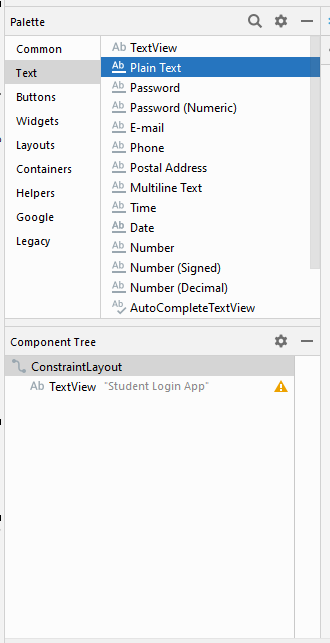 Palette
Common
Text
Buttons
Widgets
Layouts
Containers
Helpers
Google
Legacy
Ab TextView
Ab Plain Text
Ab Password
Ab Password (Numeric)
Ab E-mail
Ab Phone
Ab Postal Address
Ab Multiline Text
Ab Time
Ab Date
Ab Number
Ab Number (Signed)
Ab Number (Decimal)
Ab AutoCompleteTextView
Component Tree
ConstraintLayout
Ab TextView "Student Login App"